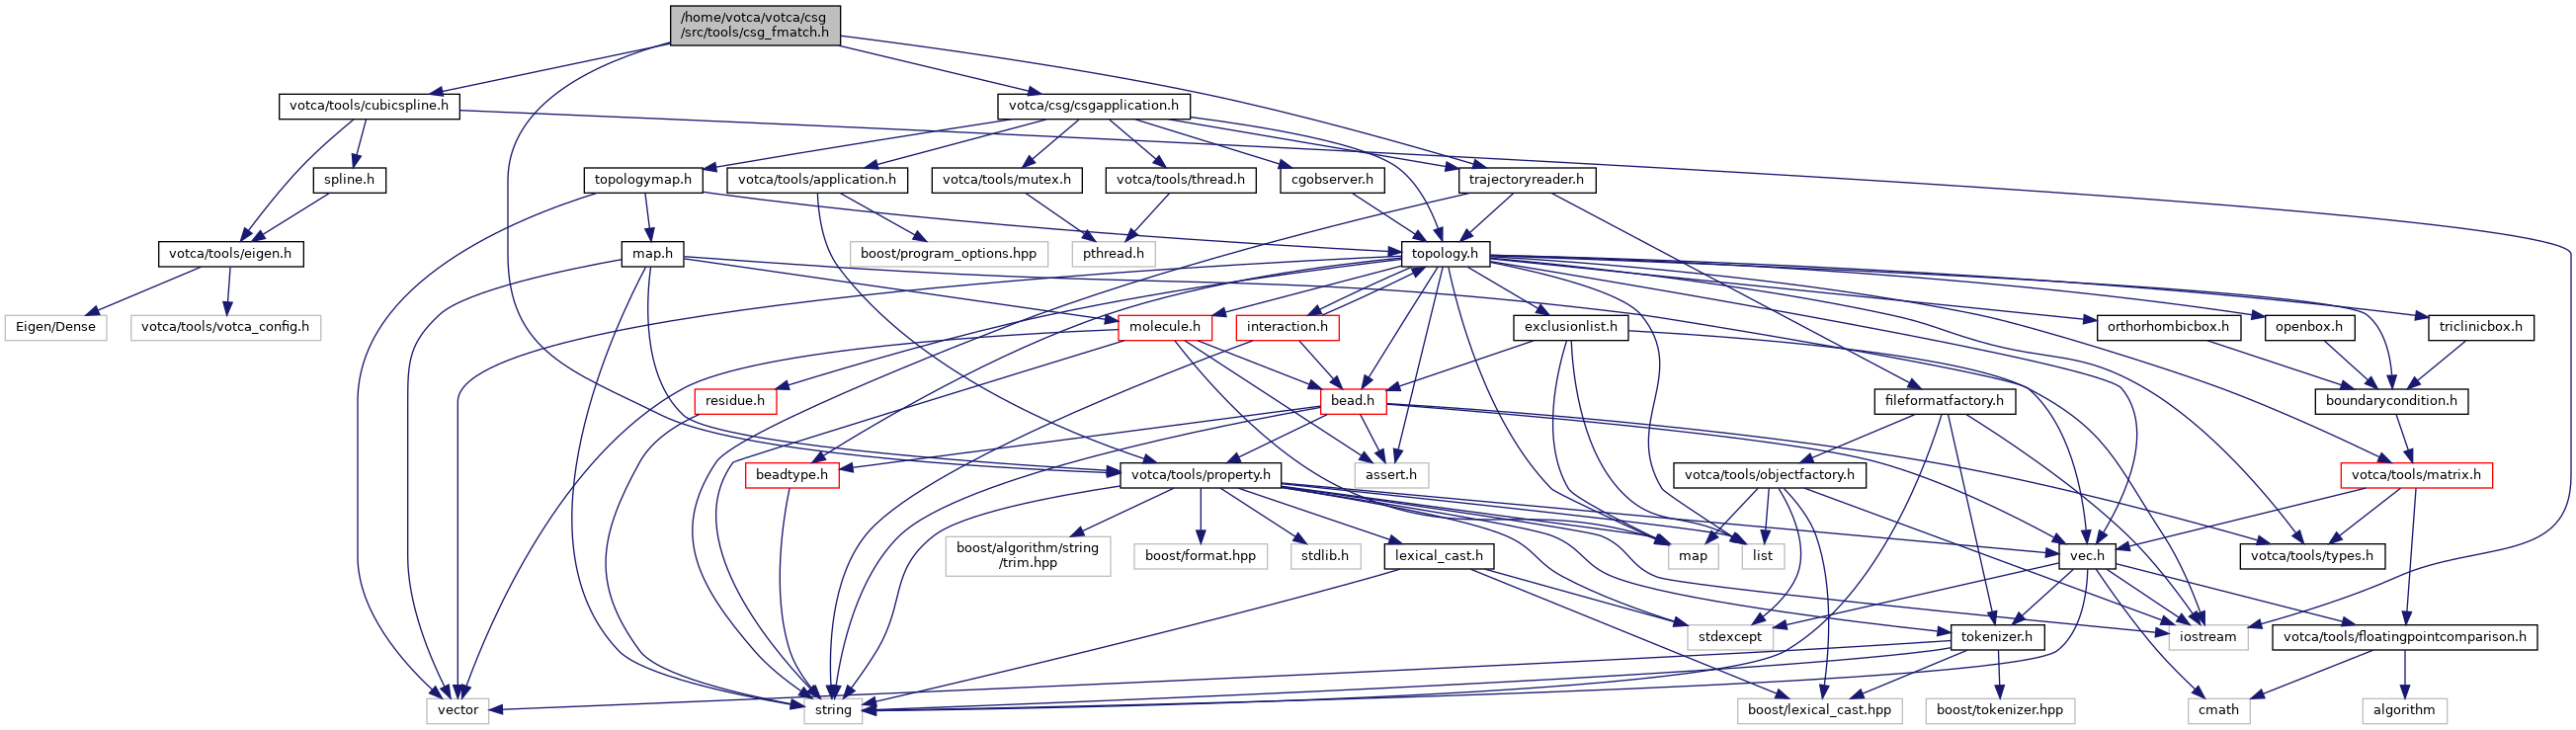 /home/votca/votca/csg
/src/tools/csg_fmatch.h
votca/tools/cubicspline.h
votca/csg/csgapplication.h
spline.h
topologymap.h
votca/tools/application.h
votca/tools/mutex.h
votca/tools/thread.h
cgobserver.h
trajectoryreader.h
votca/tools/eigen.h
map.h
boost/program_options.hpp
pthread.h
topology.h
Eigen/Dense
votca/tools/votca_config.h
molecule.h
interaction.h
exclusionlist.h
orthorhombicbox.h
openbox.h
triclinicbox.h
residue.h
bead.h
fileformatfactory.h
boundarycondition.h
beadtype.h
votca/tools/property.h
assert.h
votca/tools/objectfactory.h
votca/tools/matrix.h
boost/algorithm/string
/trim.hpp
boost/format.hpp
stdlib.h
lexical_cast.h
map
list
vec.h
votca/tools/types.h
stdexcept
tokenizer.h
iostream
votca/tools/floatingpointcomparison.h
vector
string
boost/lexical_cast.hpp
boost/tokenizer.hpp
cmath
algorithm